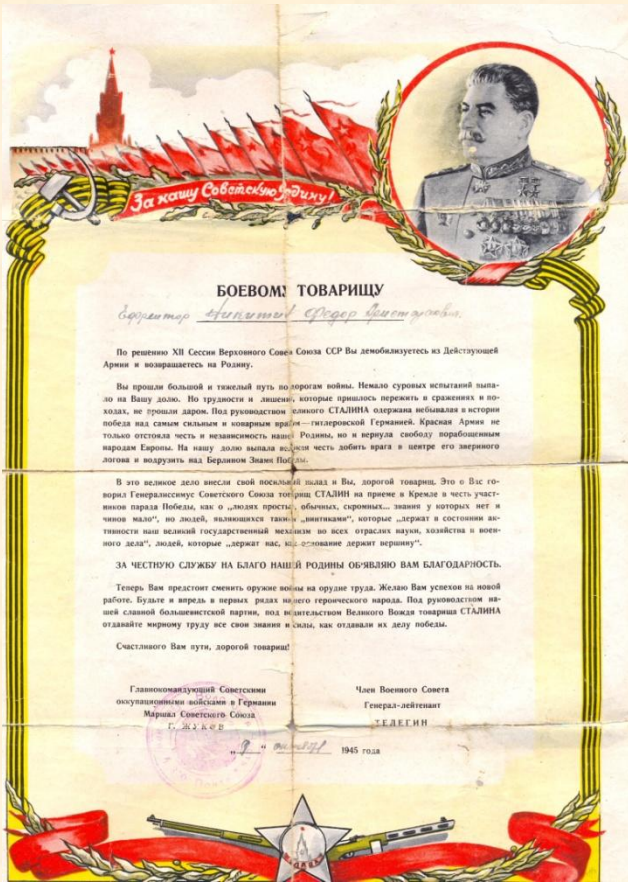 За нашу Советскую Родину!
БОЕВОМУ ТОВАРИЩУ
Ефрейтор Никитин Федор
По решению XII Сессии Верховного Совета Союза ССР Вы демобилизуетесь из Действующей
Армии и возвращаетесь на Родину.
Вы прошли большой и тяжелый путь по дорогам войны. Немало суровых испытаний выпа-
ло на Вашу долю. Но трудности и лишения, которые пришлось пережить в сражениях и по-
ходах, не прошли даром. Под руководством великого СТАЛИНА одержана небывалая в истории
победа над самым сильным и коварным врагом — гитлеровской Германией. Красная Армия не
только отстояла честь и независимость нашей Родины, но и вернула свободу порабощенным
народам Европы. На нашу долю выпала великая честь добить врага в центре его звериного
логова и водрузить над Берлином Знамя Победы.
В это великое дело внесли свой посильный вклад и Вы, дорогой товарищ. Это о Вас го-
ворил Генералиссимус Советского Союза товарищ СТАЛИН на приеме в Кремле в честь участ-
ников парада Победы, как о „людях простых, обычных, скромных... звания у которых нет и
чинов мало", но людей, являющихся такими „винтиками", которые „держат в состоянии ак-
тивности наш великий государственный механизм во всех отраслях науки, хозяйства и воен-
ного дела", людей, которые „держат нас, как основание держит вершину".
ЗА ЧЕСТНУЮ СЛУЖБУ НА БЛАГО НАШЕЙ РОДИНЫ ОБ'ЯВЛЯЮ ВАМ БЛАГОДАРНОСТЬ.
Теперь Вам предстоит сменить оружие войны на орудие труда. Желаю Вам успехов на новой
работе. Будьте и впредь в первых рядах нашего героического народа. Под руководством на-
шей славной большевистской партии, под водительством Великого Вождя товарища СТАЛИНА
отдавайте мирному труду все свои знания и силы, как отдавали их делу победы.
Счастливого Вам пути, дорогой товарищ!
Главнокомандующий Советскими
оккупационными войсками в Германии
Маршал Советского Союза
Г. ЖУКОВ
Член Военного Совета
Генерал-лейтенант
ТЕЛЕГИН
„9" октября 1945 года